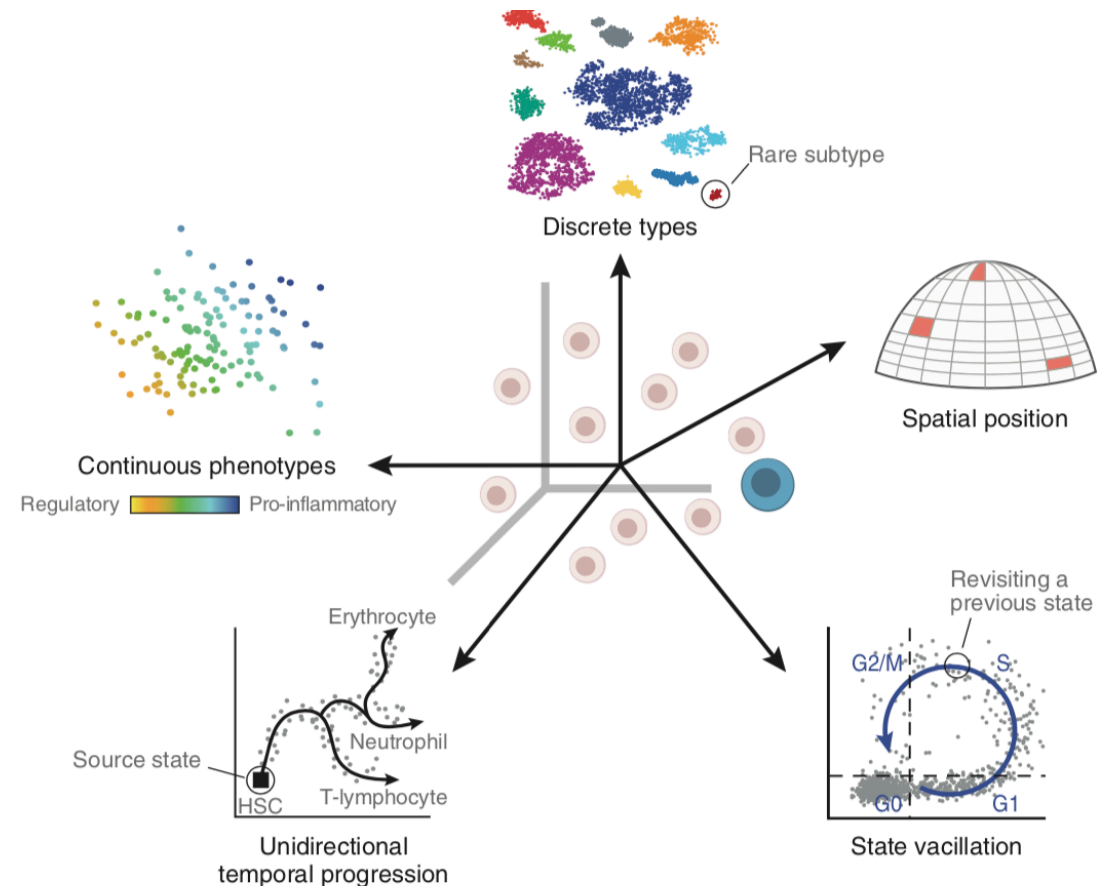 Rare subtype
Discrete types
Spatial position
Continuous phenotypes
Regulatory
Pro-inflammatory
Erythrocyte
Neutrophil
T-lymphocyte
Source state
HSC
Unidirectional
temporal progression
Revisiting a
previous state
G2/M
S
G0
G1
State vacillation